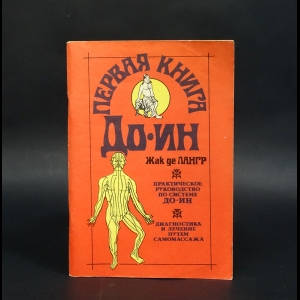 ПЕРВАЯ КНИГА
ДО·ИН
Жак де ЛАНГР
ПРАКТИЧЕСКОЕ
РУКОВОДСТВО
ПО СИСТЕМЕ
ДО·ИН
ДИАГНОСТИКА
И ЛЕЧЕНИЕ
ПУТЕМ
САМОМАССАЖА